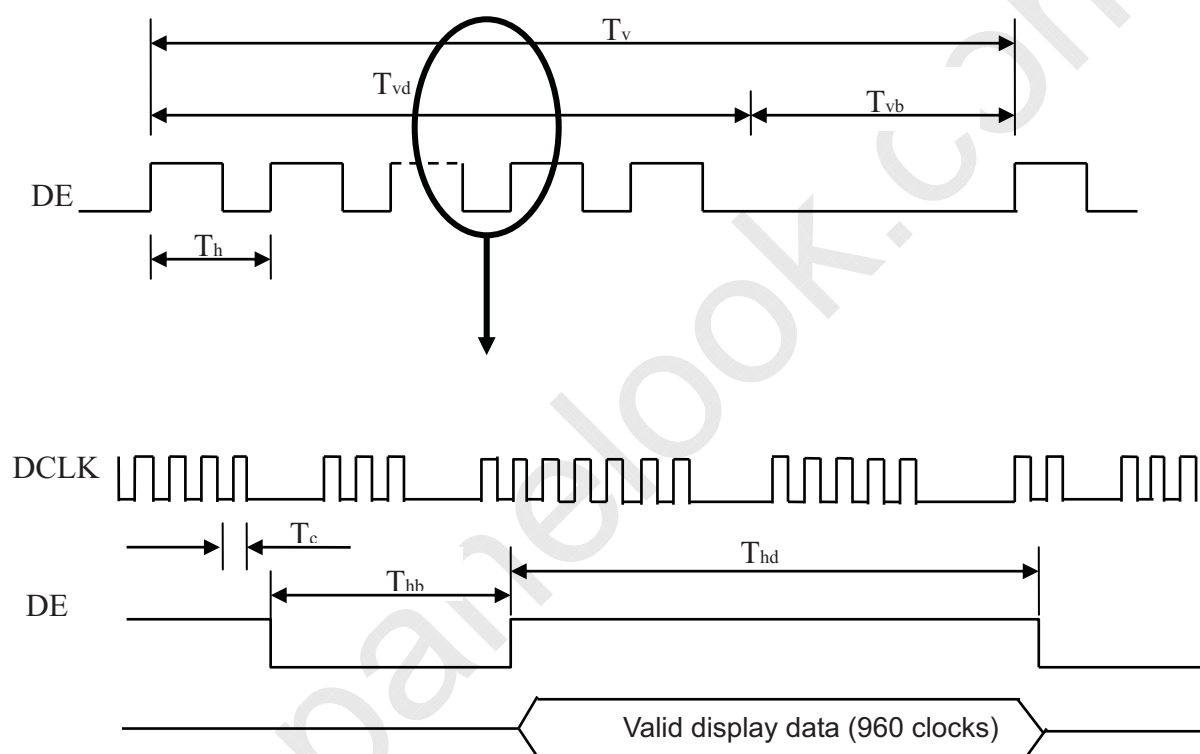 Tv
Tvd
Tvb
DE
Th
DCLK
Tc
Thd
Thb
DE
Valid display data (960 clocks)
panelook.com